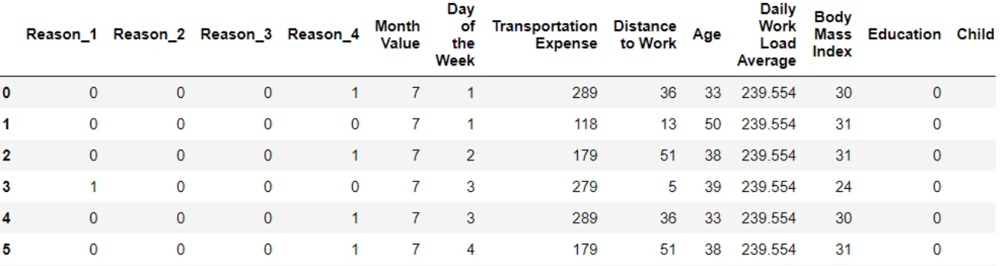 Reason_1 Reason_2 Reason_3 Reason_4 Month Value Day of the Week Transportation Expense Distance to Work Age Daily Work Load Average Body Mass Index Education Child
0 0 0 0 1 7 1 289 36 33 239.554 30 0
1 0 0 0 0 7 1 118 13 50 239.554 31 0
2 0 0 0 1 7 2 179 51 38 239.554 31 0
3 1 0 0 0 7 3 279 5 39 239.554 24 0
4 0 0 0 1 7 3 289 36 33 239.554 30 0
5 0 0 0 1 7 4 179 51 38 239.554 31 0